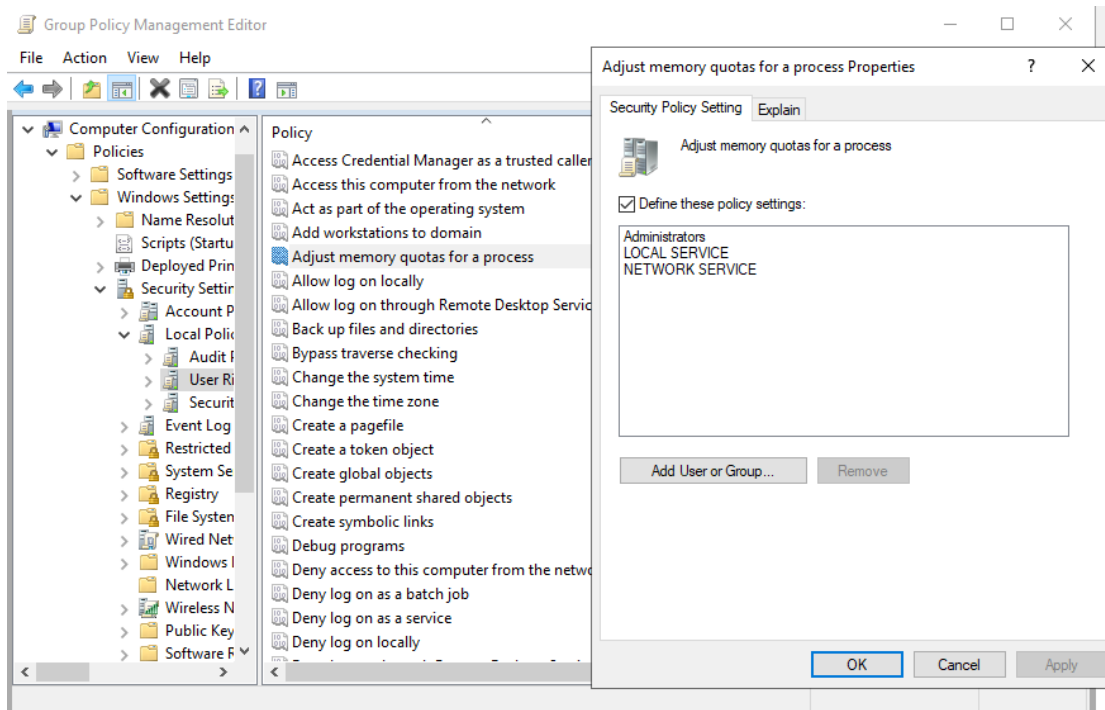 Group Policy Management Editor
File Action View Help
Computer Configuration
Policies
Software Settings
Windows Settings
Name Resolut
Scripts (Startu
Deployed Prin
Security Settin
Account P
Local Polic
Audit P
User Ri
Securit
Event Log
Restricted
System Se
Registry
File System
Wired Net
Windows
Network L
Wireless N
Public Key
Software R
Policy
Access Credential Manager as a trusted caller
Access this computer from the network
Act as part of the operating system
Add workstations to domain
Adjust memory quotas for a process
Allow log on locally
Allow log on through Remote Desktop Servic
Back up files and directories
Bypass traverse checking
Change the system time
Change the time zone
Create a pagefile
Create a token object
Create global objects
Create permanent shared objects
Create symbolic links
Debug programs
Deny access to this computer from the netwo
Deny log on as a batch job
Deny log on as a service
Deny log on locally
Adjust memory quotas for a process Properties
Security Policy Setting Explain
Adjust memory quotas for a process
Define these policy settings:
Administrators
LOCAL SERVICE
NETWORK SERVICE
Add User or Group... Remove
OK Cancel Apply